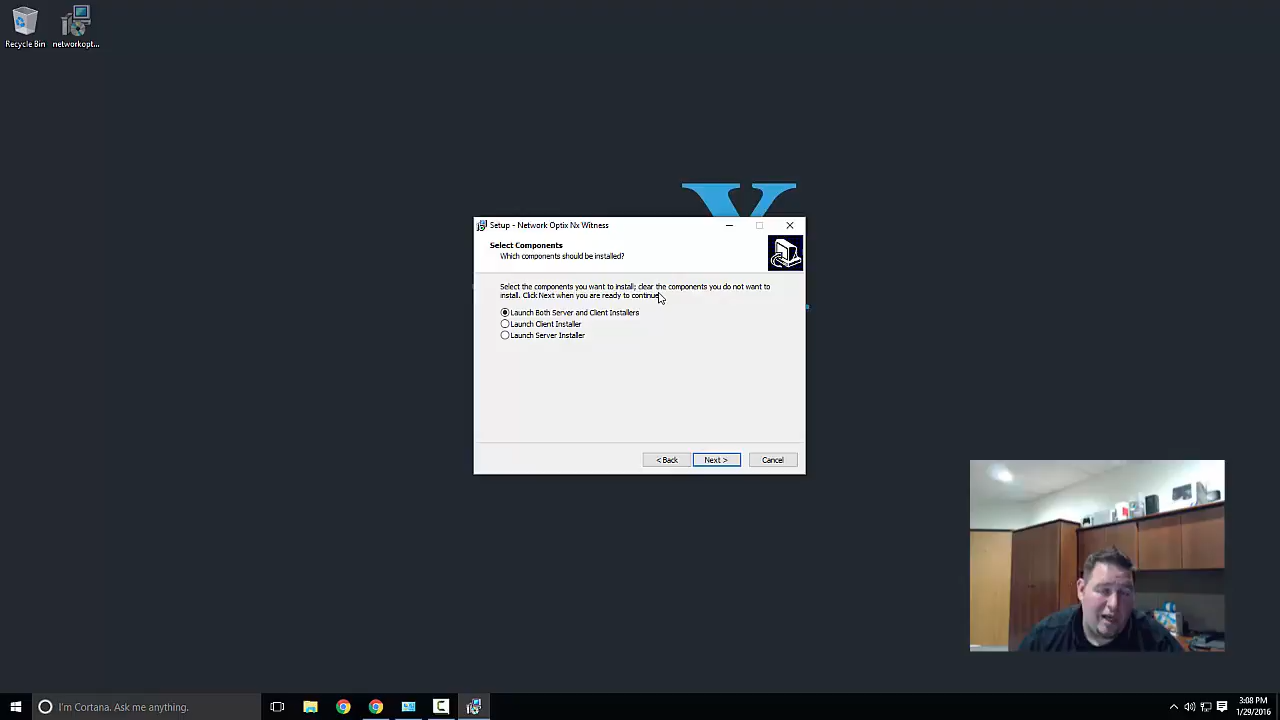 Recycle Bin
networkopt...
Setup - Network Optix Nx Witness
Select Components
Which components should be installed?
Select the components you want to install; clear the components you do not want to
install. Click Next when you are ready to continue.
Launch Both Server and Client Installers
Launch Client Installer
Launch Server Installer
< Back
Next >
Cancel
I'm Cortana. Ask me anything.
3:08 PM
1/29/2016